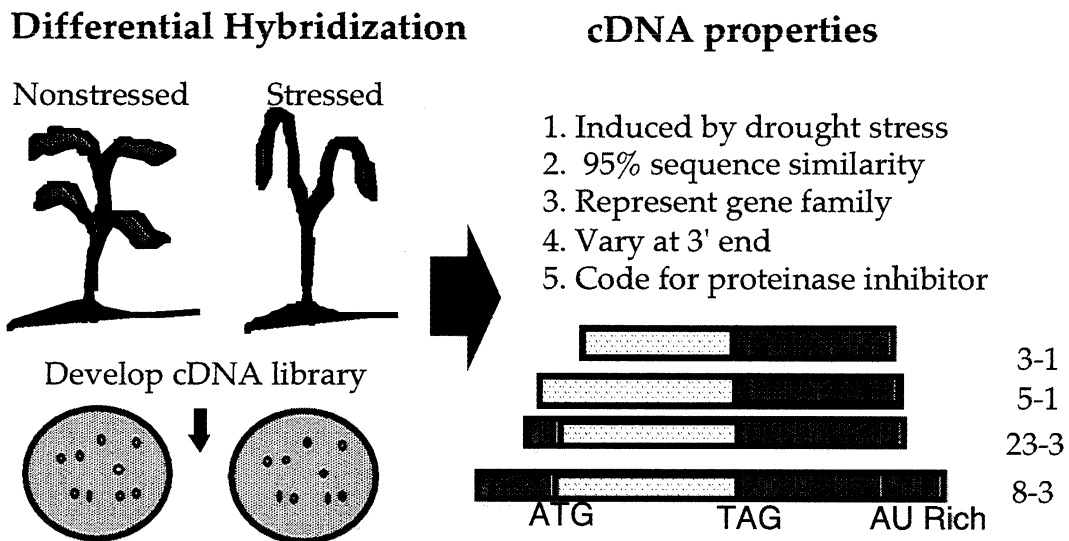 Differential Hybridization
Nonstressed
Stressed
Develop cDNA library
cDNA properties
1. Induced by drought stress
2. 95% sequence similarity
3. Represent gene family
4. Vary at 3' end
5. Code for proteinase inhibitor
3-1
5-1
23-3
8-3
ATG
TAG
AU Rich